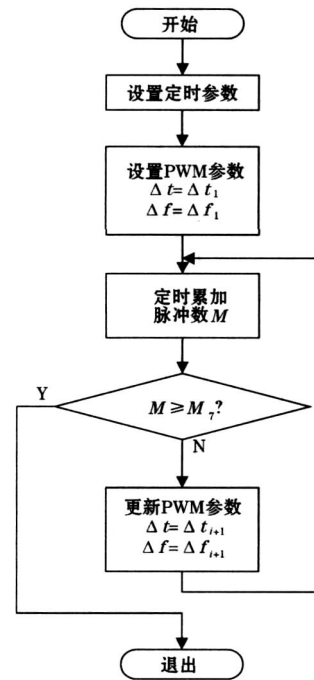 开始
设置定时参数
设置PWM参数
Δt=Δt₁
Δf=Δf₁
定时累加
脉冲数M
M≥M₇?
Y
N
更新PWM参数
Δt=Δtᵢ₊₁
Δf=Δfᵢ₊₁
退出